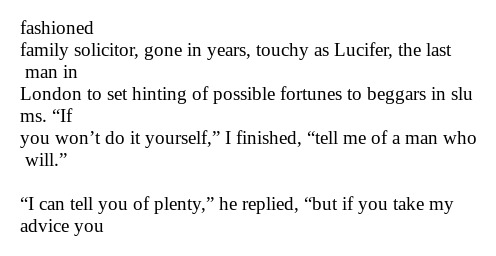 fashioned
family solicitor, gone in years, touchy as Lucifer, the last
man in
London to set hinting of possible fortunes to beggars in slu
ms. “If
you won’t do it yourself,” I finished, “tell me of a man who
will.”
“I can tell you of plenty,” he replied, “but if you take my
advice you